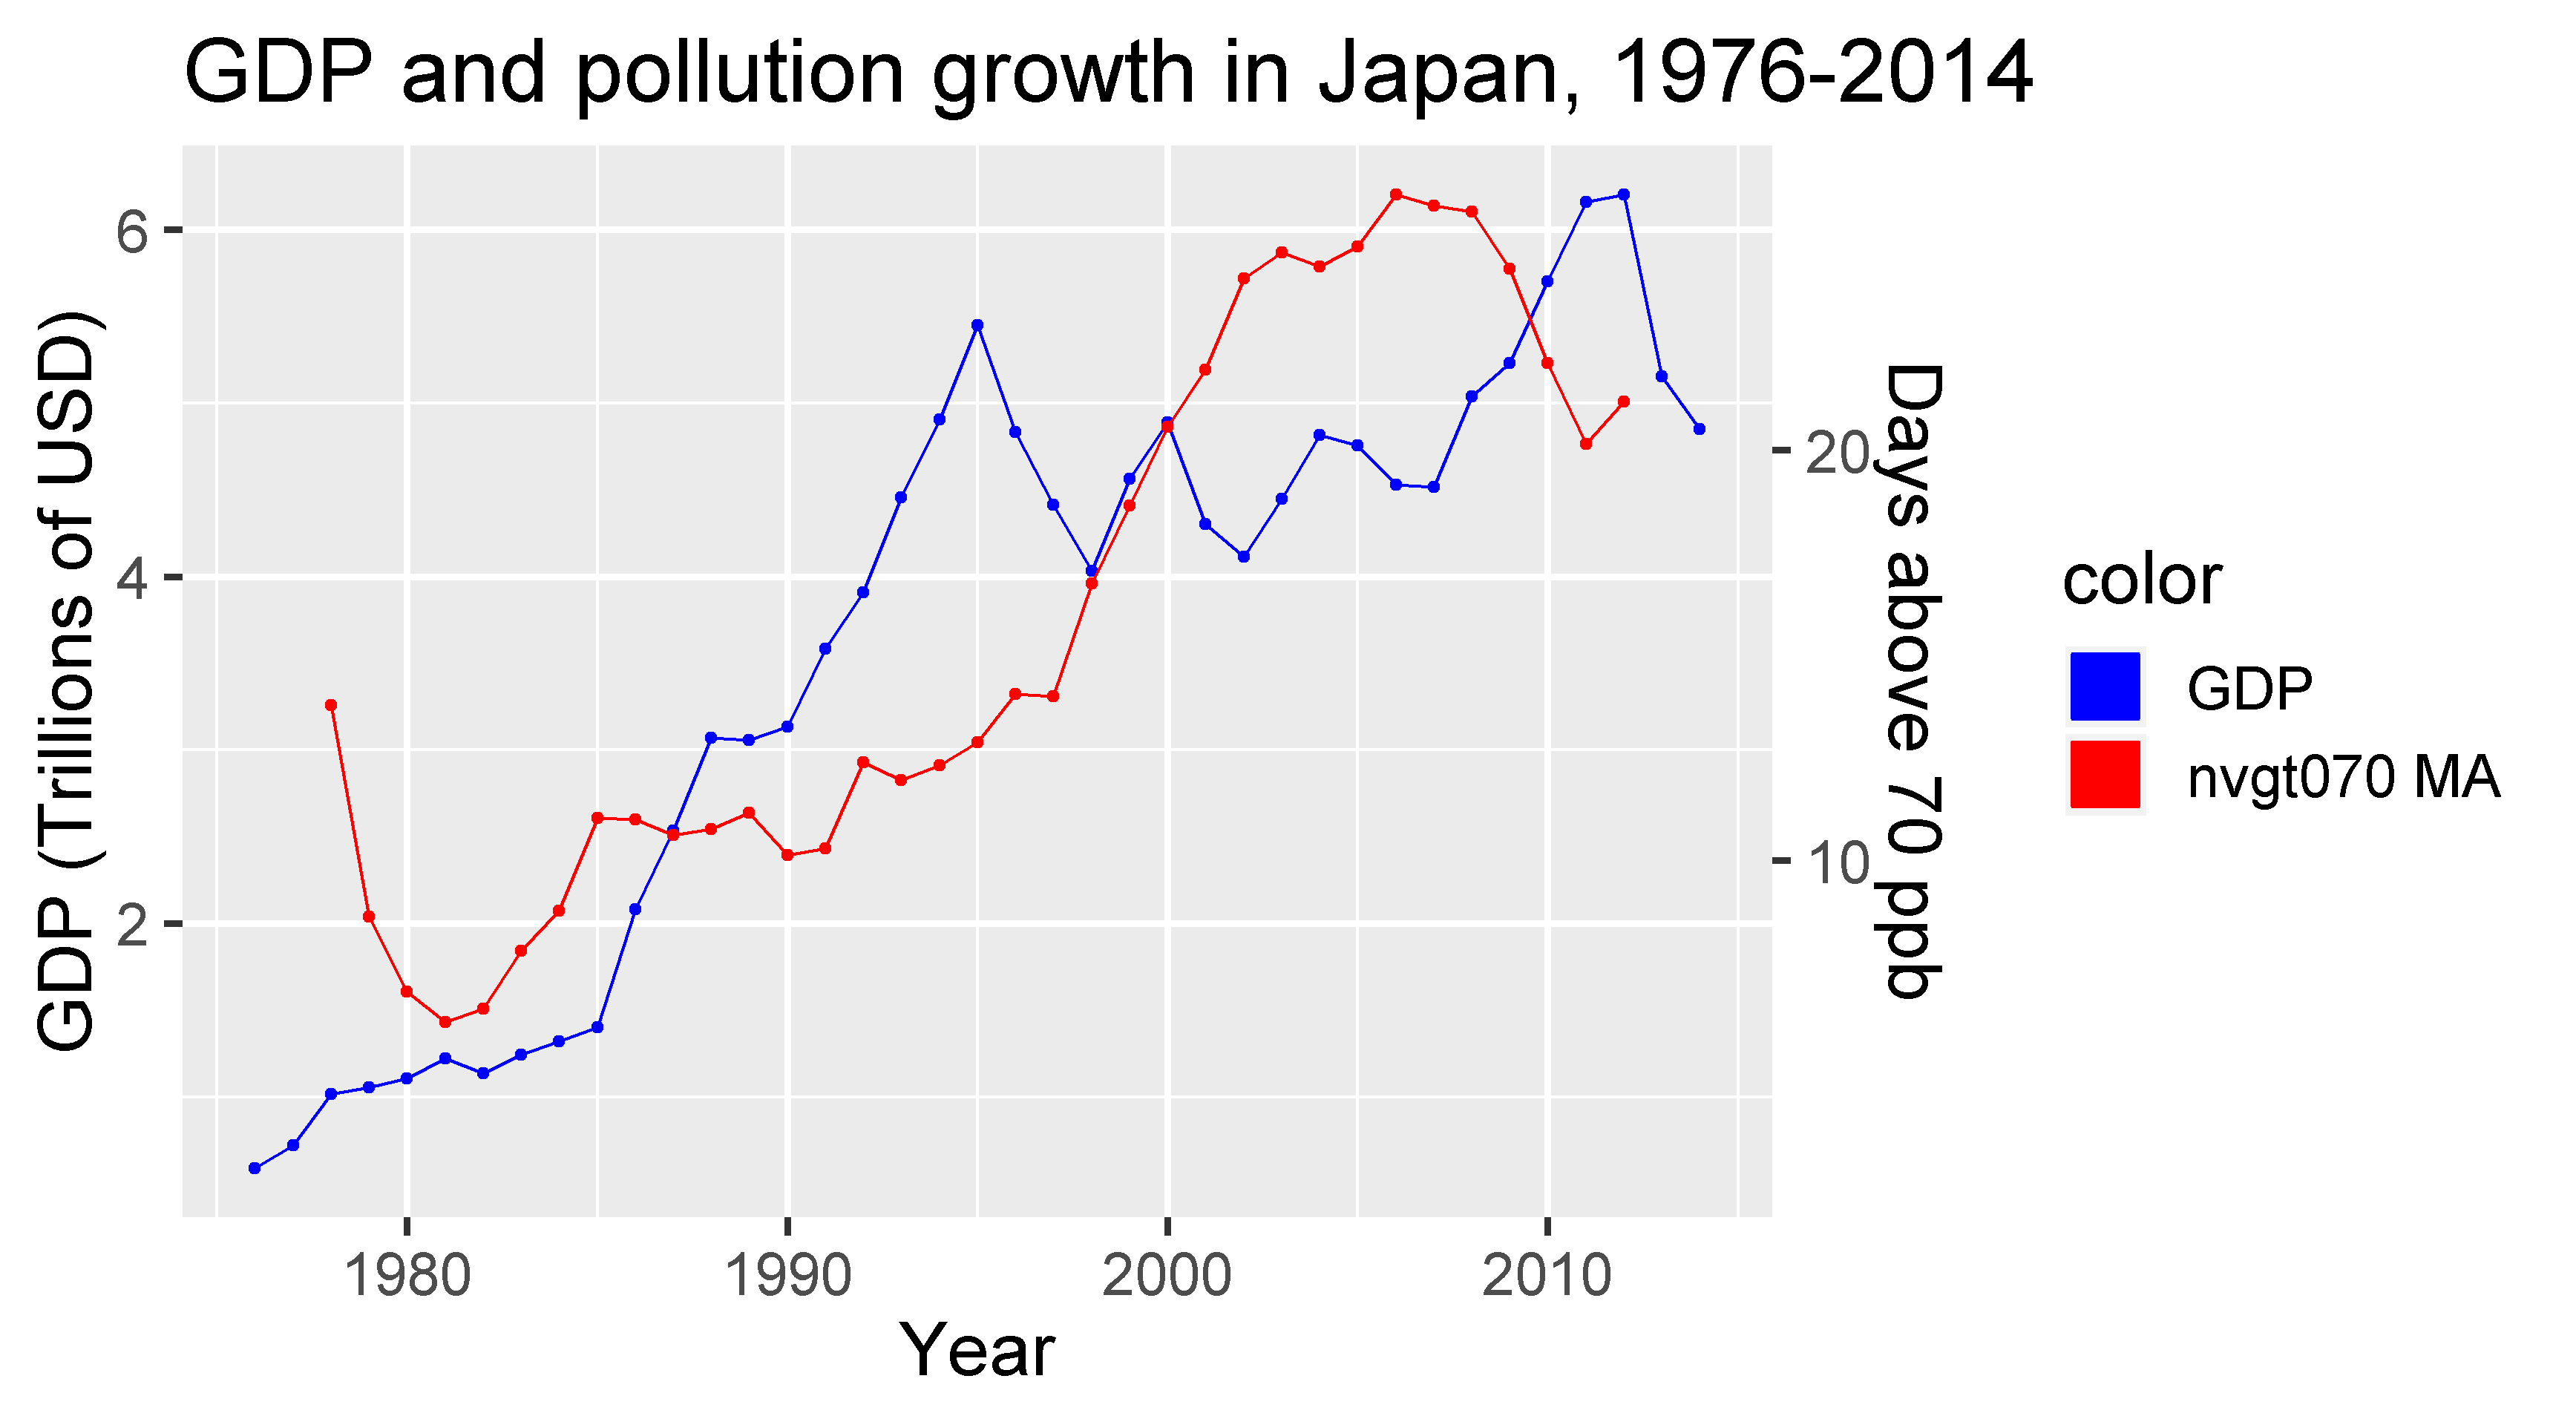 GDP and pollution growth in Japan, 1976-2014
GDP (Trillions of USD)
6
4
2
20
10
Days above 70 ppb
1980
1990
2000
2010
Year
color
GDP
nvgt070 MA